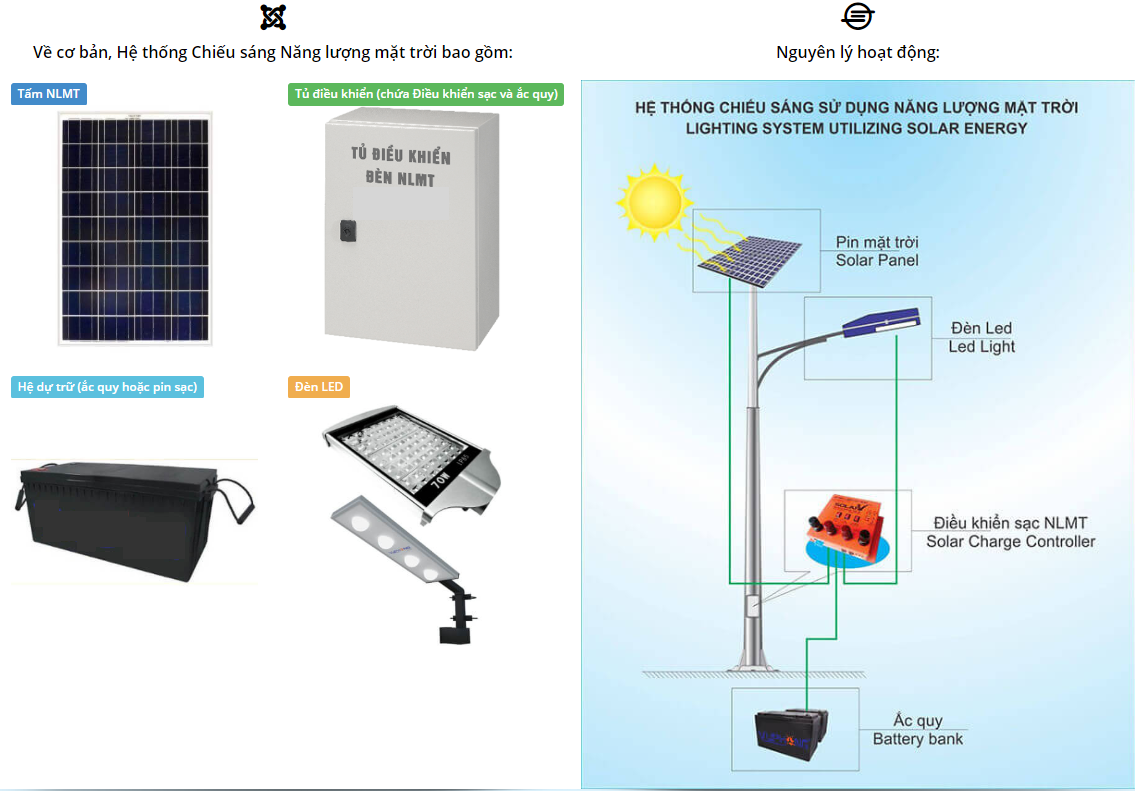 Về cơ bản, Hệ thống Chiếu sáng Năng lượng mặt trời bao gồm:
Tấm NLMT
Tủ điều khiển (chứa Điều khiển sạc và ắc quy)
TỦ ĐIỀU KHIỂN
ĐÈN NLMT
Hệ dự trữ (ắc quy hoặc pin sạc)
Đèn LED
70W
IP65
Nguyên lý hoạt động:
HỆ THỐNG CHIẾU SÁNG SỬ DỤNG NĂNG LƯỢNG MẶT TRỜI
LIGHTING SYSTEM UTILIZING SOLAR ENERGY
Pin mặt trời
Solar Panel
Đèn Led
Led Light
SOLAR
Điều khiển sạc NLMT
Solar Charge Controller
Ắc quy
Battery bank